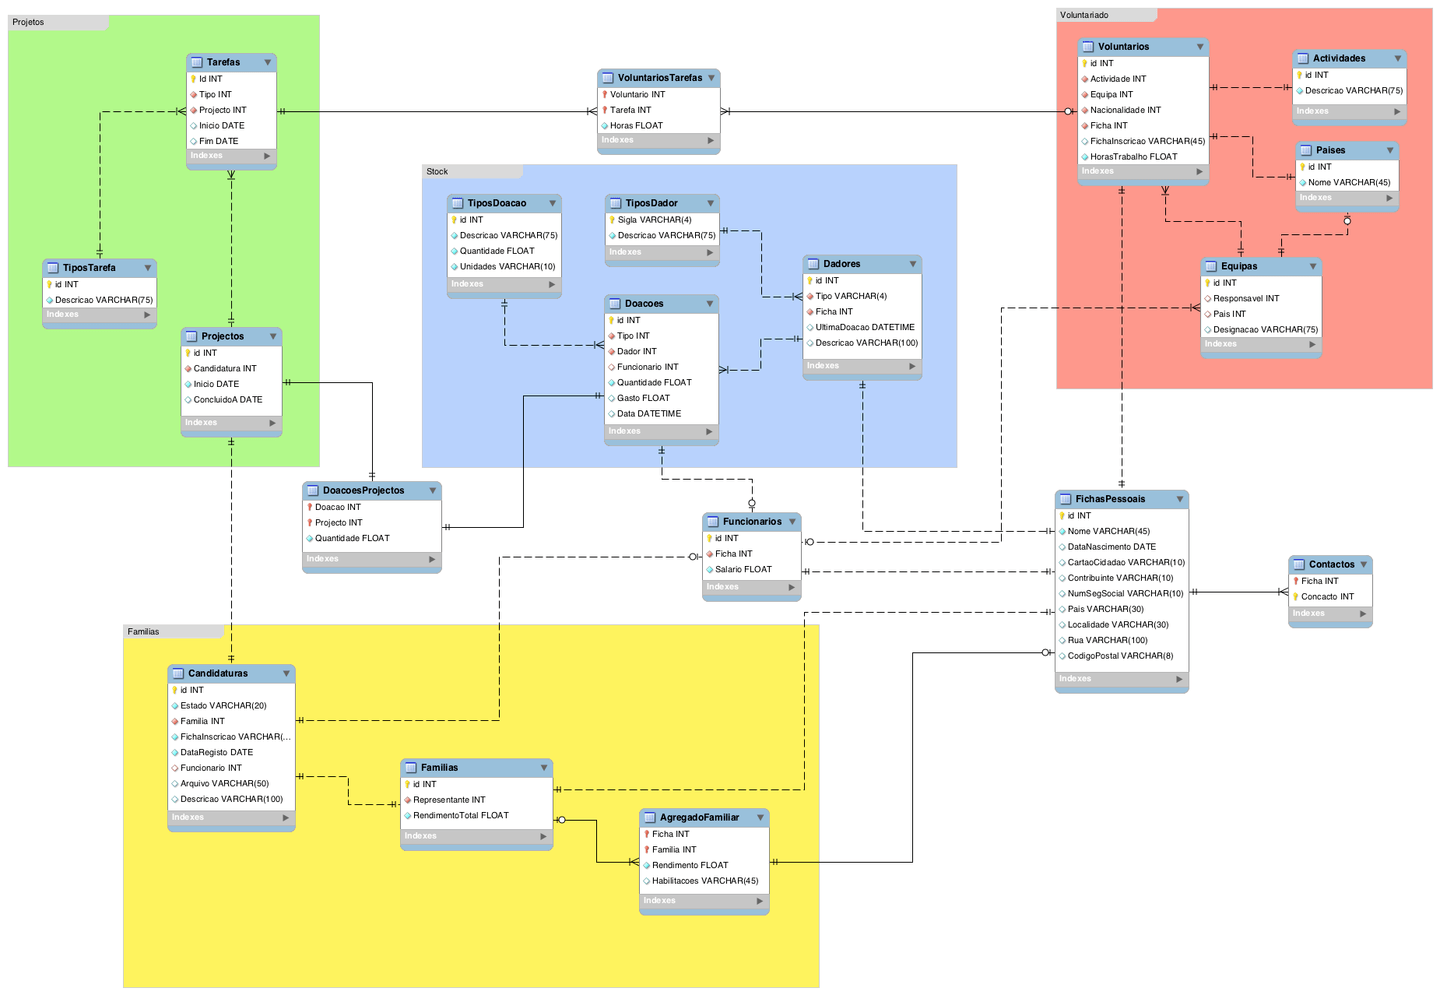 Projetos
Tarefas
Id INT
Tipo INT
Projecto INT
Inicio DATE
Fim DATE
Indexes
TiposTarefa
id INT
Descricao VARCHAR(75)
Indexes
Projectos
id INT
Candidatura INT
Inicio DATE
ConcluidoA DATE
Indexes
VoluntariosTarefas
Voluntario INT
Tarefa INT
Horas FLOAT
Indexes
Voluntariado
Voluntarios
id INT
Actividade INT
Equipa INT
Nacionalidade INT
Ficha INT
FichaInscricao VARCHAR(45)
HorasTrabalho FLOAT
Indexes
Actividades
id INT
Descricao VARCHAR(75)
Indexes
Paises
id INT
Nome VARCHAR(45)
Indexes
Equipas
id INT
Responsavel INT
Pais INT
Designacao VARCHAR(75)
Indexes
Stock
TiposDoacao
id INT
Descricao VARCHAR(75)
Quantidade FLOAT
Unidades VARCHAR(10)
Indexes
TiposDador
Sigla VARCHAR(4)
Descricao VARCHAR(75)
Indexes
Dadores
id INT
Tipo VARCHAR(4)
Ficha INT
UltimaDoacao DATETIME
Descricao VARCHAR(100)
Indexes
Doacoes
id INT
Tipo INT
Dador INT
Funcionario INT
Quantidade FLOAT
Gasto FLOAT
Data DATETIME
Indexes
DoacoesProjectos
Doacao INT
Projecto INT
Quantidade FLOAT
Indexes
Funcionarios
id INT
Ficha INT
Salario FLOAT
Indexes
FichasPessoais
id INT
Nome VARCHAR(45)
DataNascimento DATE
CartaoCidadao VARCHAR(10)
Contribuinte VARCHAR(10)
NumSegSocial VARCHAR(10)
Pais VARCHAR(30)
Localidade VARCHAR(30)
Rua VARCHAR(100)
CodigoPostal VARCHAR(8)
Indexes
Contactos
Ficha INT
Concacto INT
Indexes
Familias
Candidaturas
id INT
Estado VARCHAR(20)
Familia INT
FichaInscricao VARCHAR(...
DataRegisto DATE
Funcionario INT
Arquivo VARCHAR(50)
Descricao VARCHAR(100)
Indexes
Familias
id INT
Representante INT
RendimentoTotal FLOAT
Indexes
AgregadoFamiliar
Ficha INT
Familia INT
Rendimento FLOAT
Habilitacoes VARCHAR(45)
Indexes